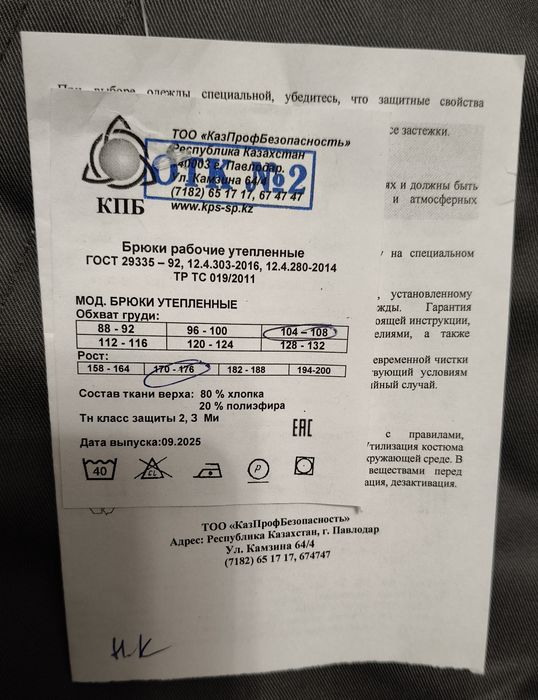 При выборе одежды специальной, убедитесь, что защитные свойства
ТОО «КазПрофБезопасность»
Республика Казахстан
г. Павлодар,
ул. Камзина 64/4
(7182) 65 17 17, 67 47 47
www.kps-sp.kz
ОТК №2
КПБ
Брюки рабочие утепленные
ГОСТ 29335 – 92, 12.4.303-2016, 12.4.280-2014
ТР ТС 019/2011
МОД. БРЮКИ УТЕПЛЕННЫЕ
Обхват груди:
88 - 92 96 - 100 104 – 108
112 - 116 120 - 124 128 - 132
Рост:
158 - 164 170 - 176 182 - 188 194-200
Состав ткани верха: 80 % хлопка
20 % полиэфира
Тн класс защиты 2, 3 Ми
ЕАС
Дата выпуска:09.2025
40 CL P
застежки.
их и должны быть
и атмосферных
на специальном
, установленному
жды. Гарантия
оящей инструкции,
елиями, а также
евременной чистки
вующий условиям
йный случай.
с правилами,
тилизация костюма
кружающей среде. В
веществами перед
ация, дезактивация.
ТОО «КазПрофБезопасность»
Адрес: Республика Казахстан, г. Павлодар
Ул. Камзина 64/4
(7182) 65 17 17, 674747
НК